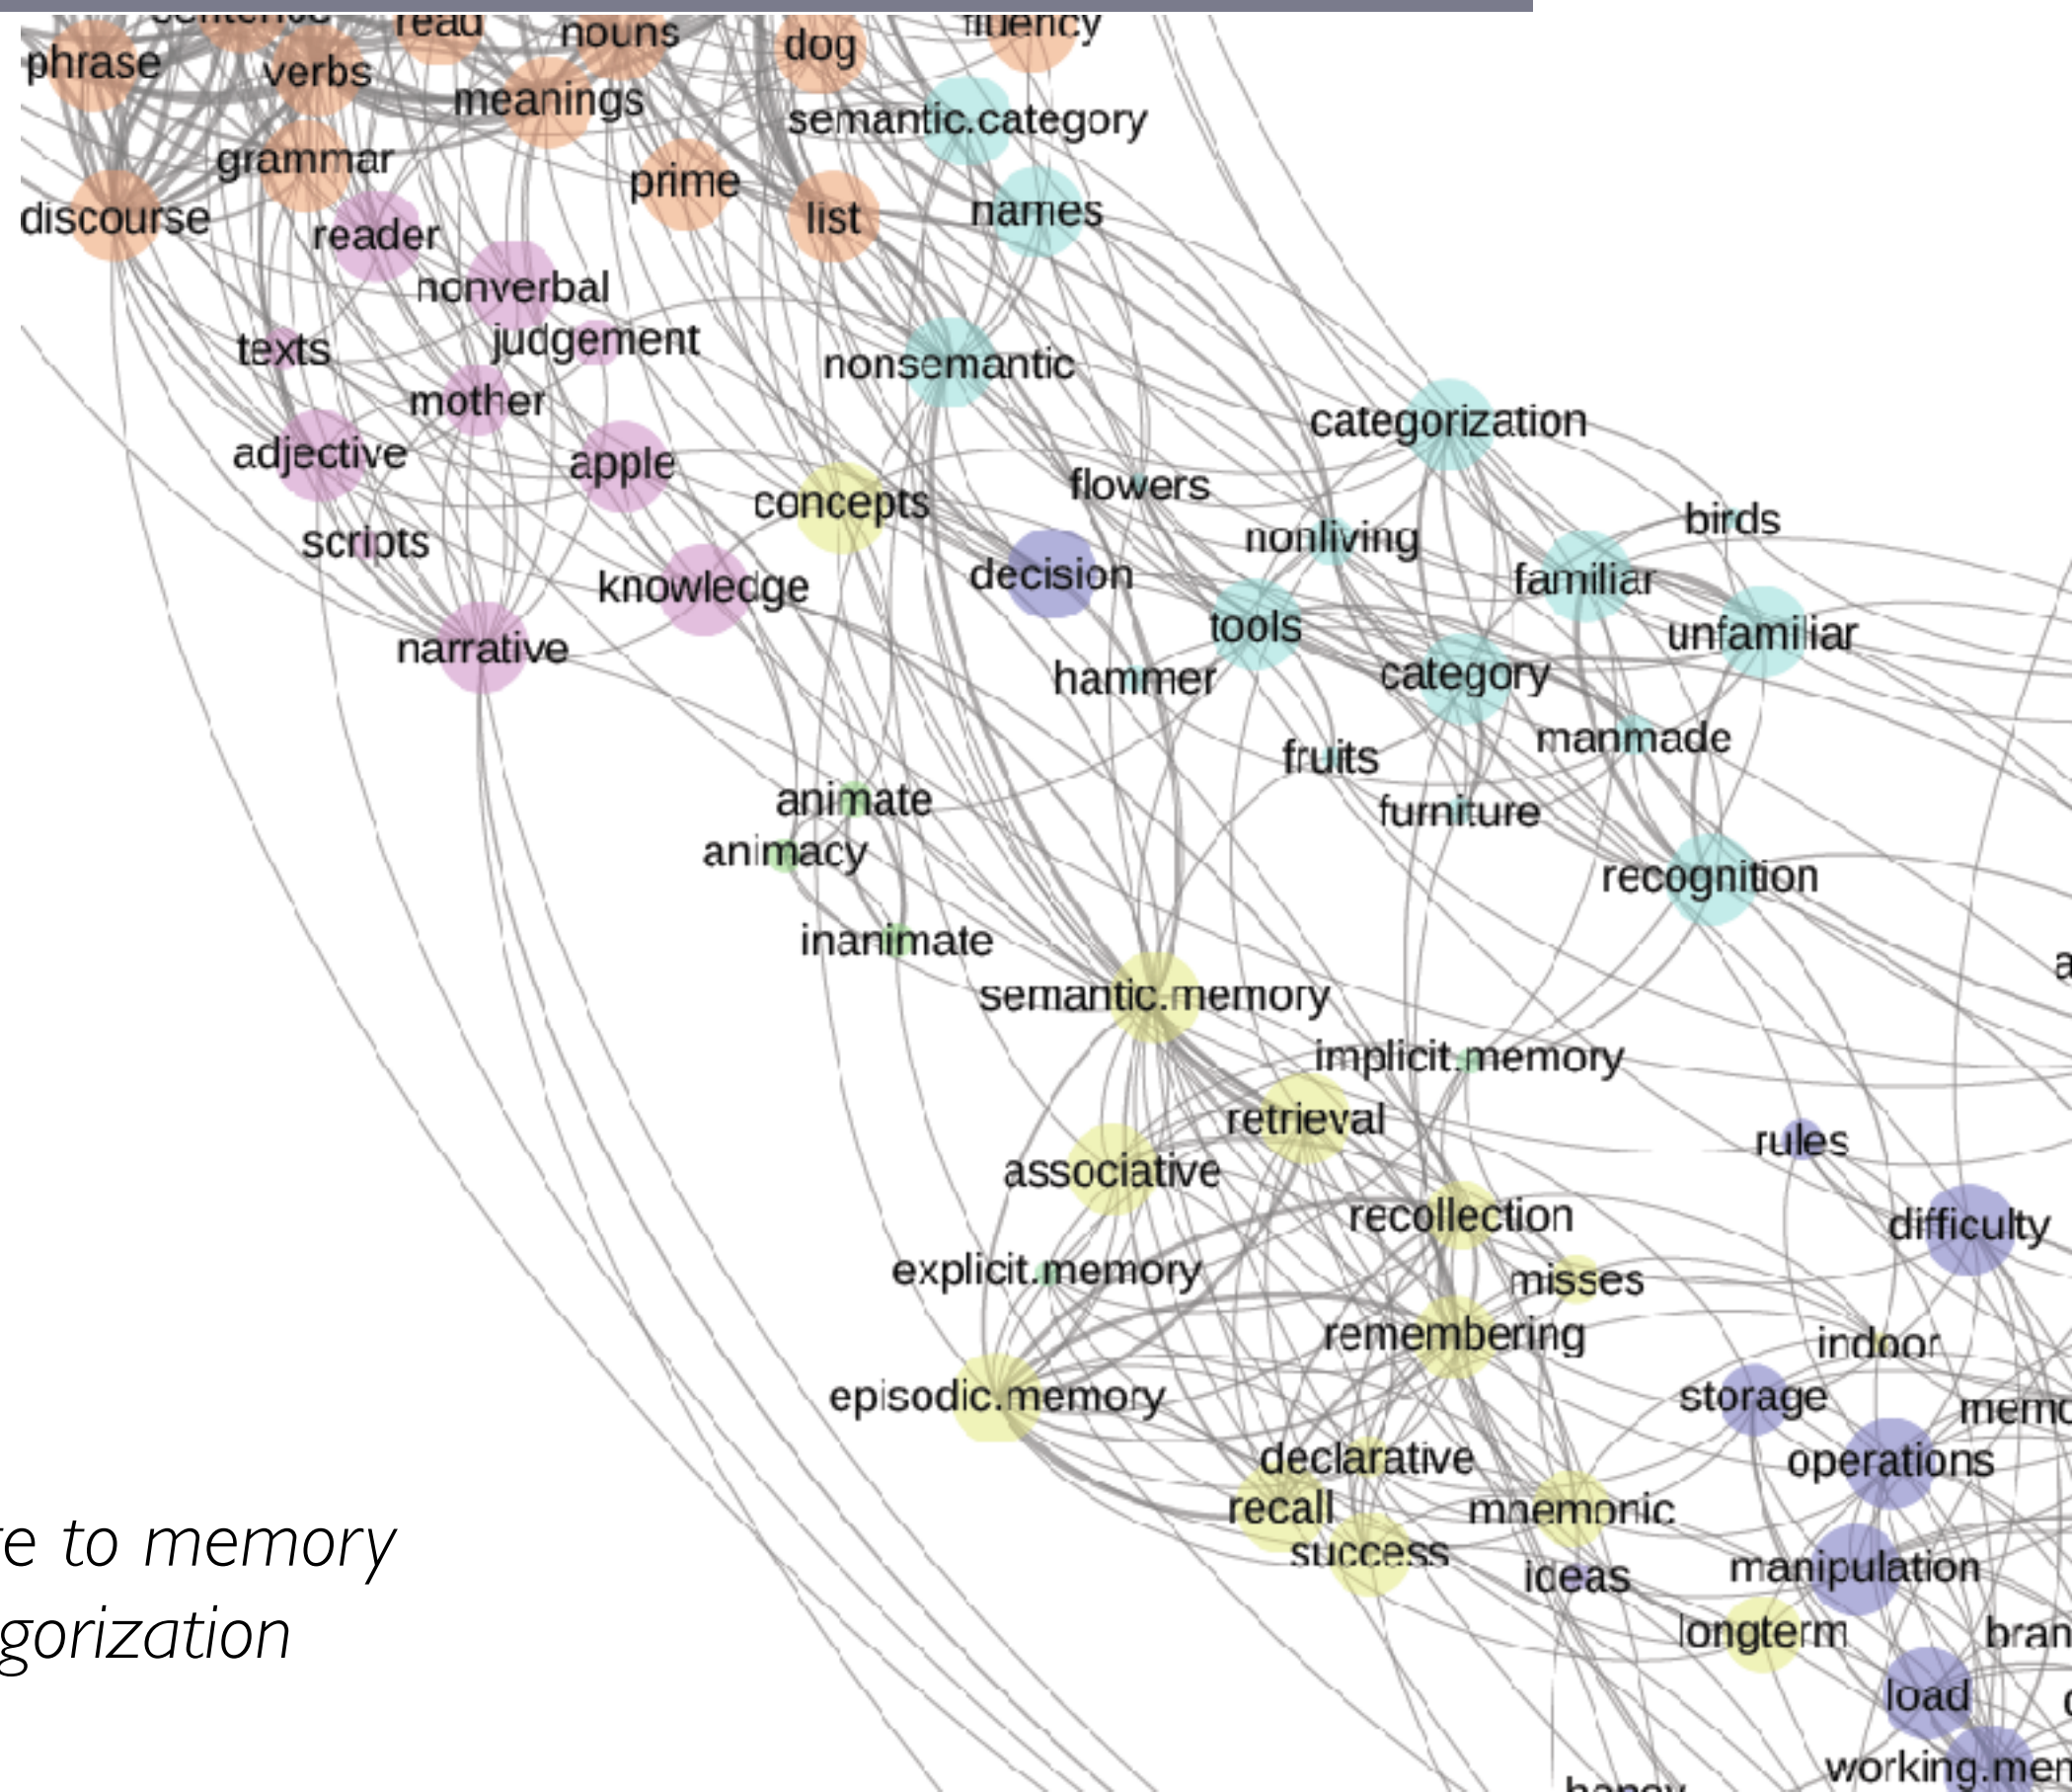 sentence
read
nouns
fluency
phrase
verbs
dog
meanings
semantic.category
grammar
prime
discourse
list
names
reader
nonverbal
judgement
texts
nonsemantic
mother
categorization
adjective
apple
flowers
concepts
birds
scripts
nonliving
decision
familiar
knowledge
tools
unfamiliar
narrative
hammer
category
manmade
fruits
animate
furniture
animacy
recognition
inanimate
semantic.memory
implicit.memory
retrieval
rules
associative
recollection
difficulty
explicit.memory
misses
remembering
indoor
episodic.memory
storage
declarative
operations
recall
mnemonic
success
ideas
manipulation
longterm
load
to memory